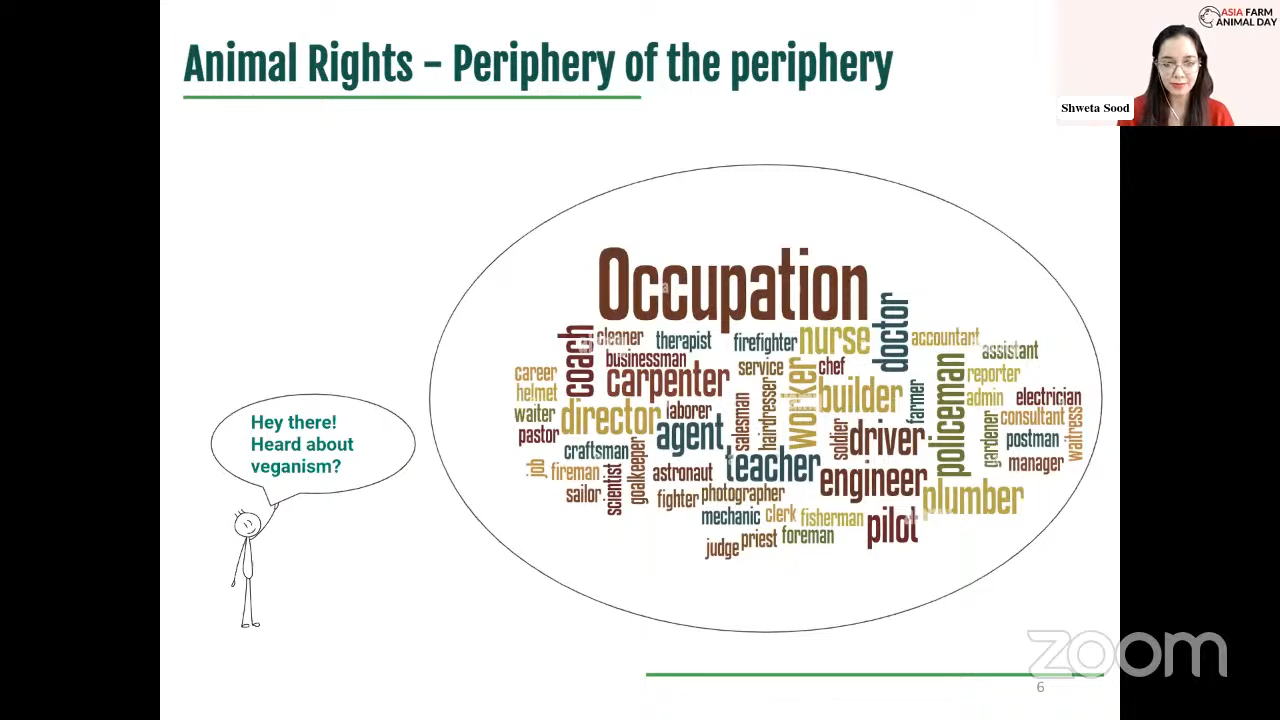 Animal Rights – Periphery of the periphery
ASIA FARM
ANIMAL DAY
Shweta Sood
Hey there!
Heard about
veganism?
Occupation
coach
cleaner
therapist
firefighter
nurse
doctor
accountant
assistant
businessman
service
chef
policeman
reporter
career
carpenter
worker
builder
farmer
admin
electrician
helmet
salesman
hairdresser
consultant
waitress
waiter
director
laborer
soldier
driver
gardener
postman
pastor
agent
craftsman
goalkeeper
teacher
manager
job
fireman
scientist
astronaut
engineer
sailor
fighter
photographer
plumber
mechanic
clerk
fisherman
pilot
judge
priest
foreman
zoom
6